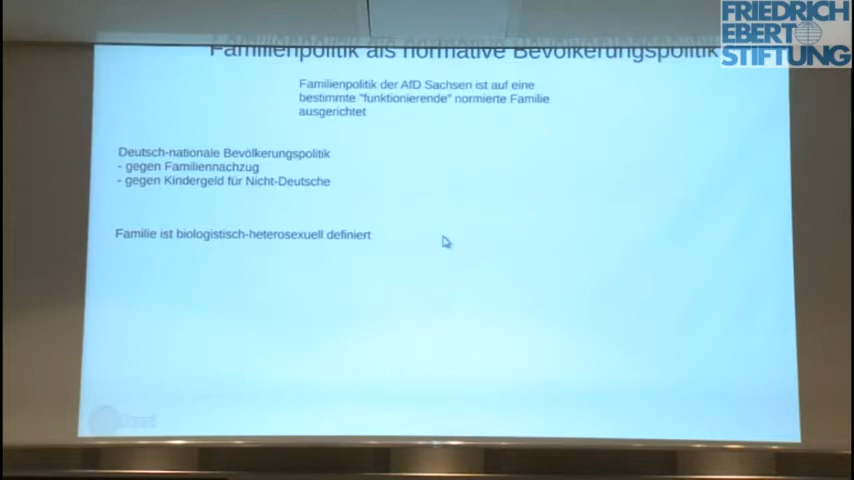 FRIEDRICH
EBERT
STIFTUNG
Familienpolitik als normative Bevölkerungspolitik
Familienpolitik der AfD Sachsen ist auf eine
bestimmte "funktionierende" normierte Familie
ausgerichtet
Deutsch-nationale Bevölkerungspolitik
- gegen Familiennachzug
- gegen Kindergeld für Nicht-Deutsche
Familie ist biologistisch-heterosexuell definiert